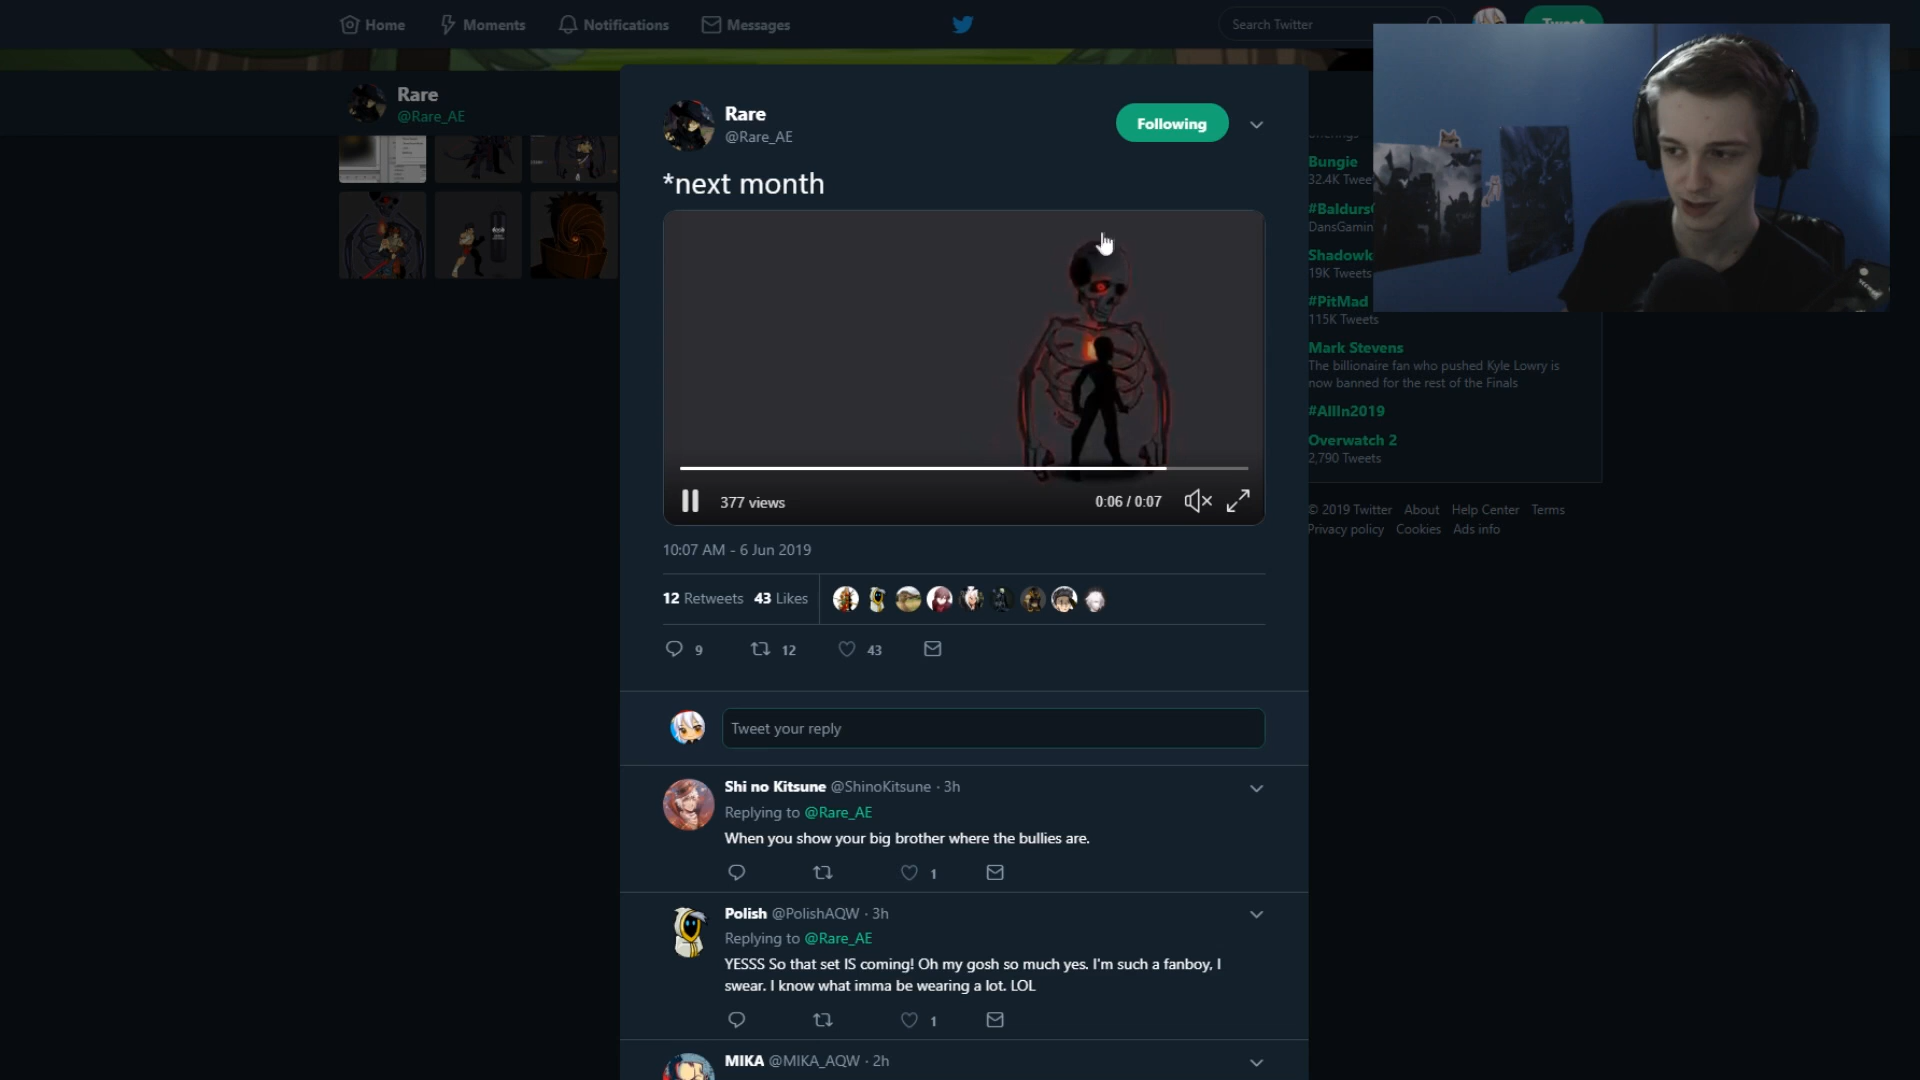 Home
Moments
Notifications
Messages
Search Twitter
Tweet
Rare
@Rare_AE
Rare
@Rare_AE
Following
*next month
377 views
0:06 / 0:07
10:07 AM - 6 Jun 2019
12 Retweets 43 Likes
9
12
43
Tweet your reply
Shi no Kitsune @ShinoKitsune · 3h
Replying to @Rare_AE
When you show your big brother where the bullies are.
1
Polish @PolishAQW · 3h
Replying to @Rare_AE
YESSS So that set IS coming! Oh my gosh so much yes. I'm such a fanboy, I
swear. I know what imma be wearing a lot. LOL
1
MIKA @MIKA_AQW · 2h
Bungie
32.4K Twee
#Baldurs
DansGamin
Shadowk
19K Tweets
#PitMad
115K Tweets
Mark Stevens
The billionaire fan who pushed Kyle Lowry is
now banned for the rest of the Finals
#AllIn2019
Overwatch 2
2,790 Tweets
© 2019 Twitter About Help Center Terms
Privacy policy Cookies Ads info